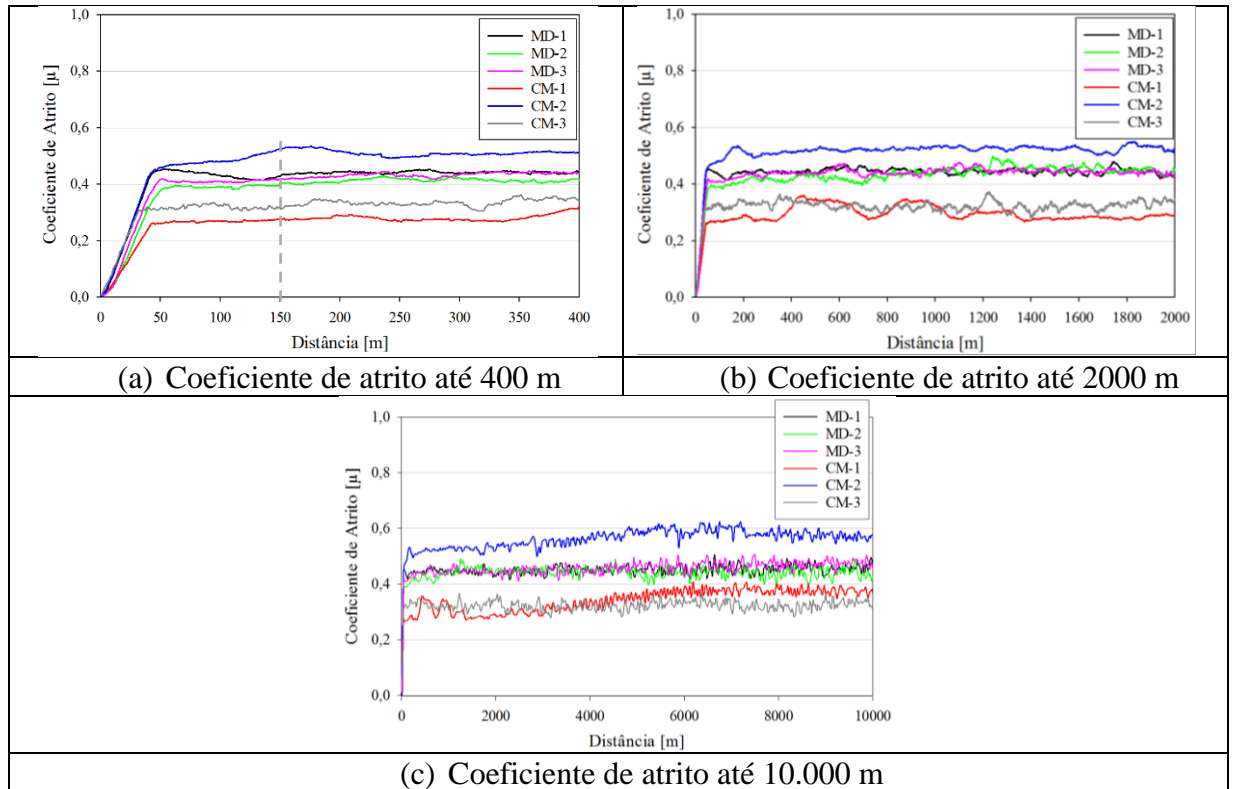 1,0
0,8
0,6
0,4
0,2
0,0
Coeficiente de Atrito [µ]
MD-1
MD-2
MD-3
CM-1
CM-2
CM-3
0 50 100 150 200 250 300 350 400
Distância [m]
(a) Coeficiente de atrito até 400 m
1,0
0,8
0,6
0,4
0,2
0,0
Coeficiente de Atrito [µ]
MD-1
MD-2
MD-3
CM-1
CM-2
CM-3
0 200 400 600 800 1000 1200 1400 1600 1800 2000
Distância [m]
(b) Coeficiente de atrito até 2000 m
1,0
0,8
0,6
0,4
0,2
0,0
Coeficiente de Atrito [µ]
MD-1
MD-2
MD-3
CM-1
CM-2
CM-3
0 2000 4000 6000 8000 10000
Distância [m]
(c) Coeficiente de atrito até 10.000 m